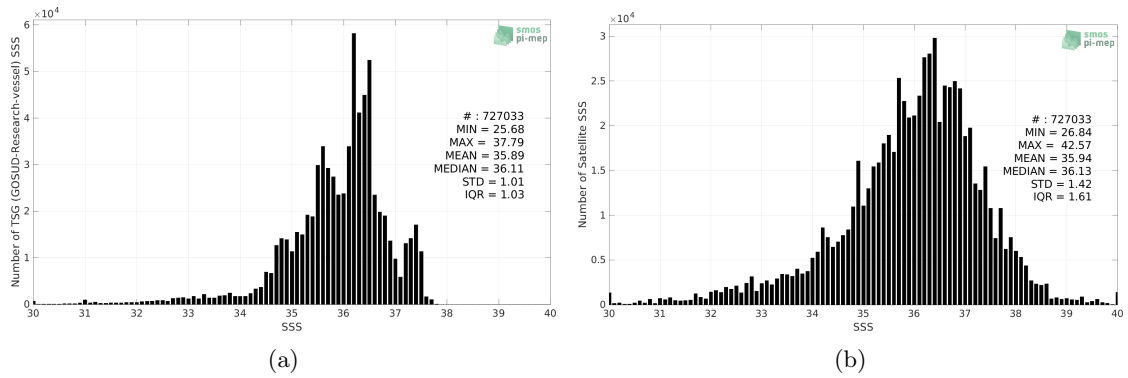 ×10⁴
6
5
4
3
2
1
0
Number of TSG (GOSUD-Research-vessel) SSS
30 31 32 33 34 35 36 37 38 39 40
SSS
smos
pi-mep
# : 727033
MIN = 25.68
MAX = 37.79
MEAN = 35.89
MEDIAN = 36.11
STD = 1.01
IQR = 1.03
(a)
×10⁴
3
2.5
2
1.5
1
0.5
0
Number of Satellite SSS
30 31 32 33 34 35 36 37 38 39 40
SSS
smos
pi-mep
# : 727033
MIN = 26.84
MAX = 42.57
MEAN = 35.94
MEDIAN = 36.13
STD = 1.42
IQR = 1.61
(b)